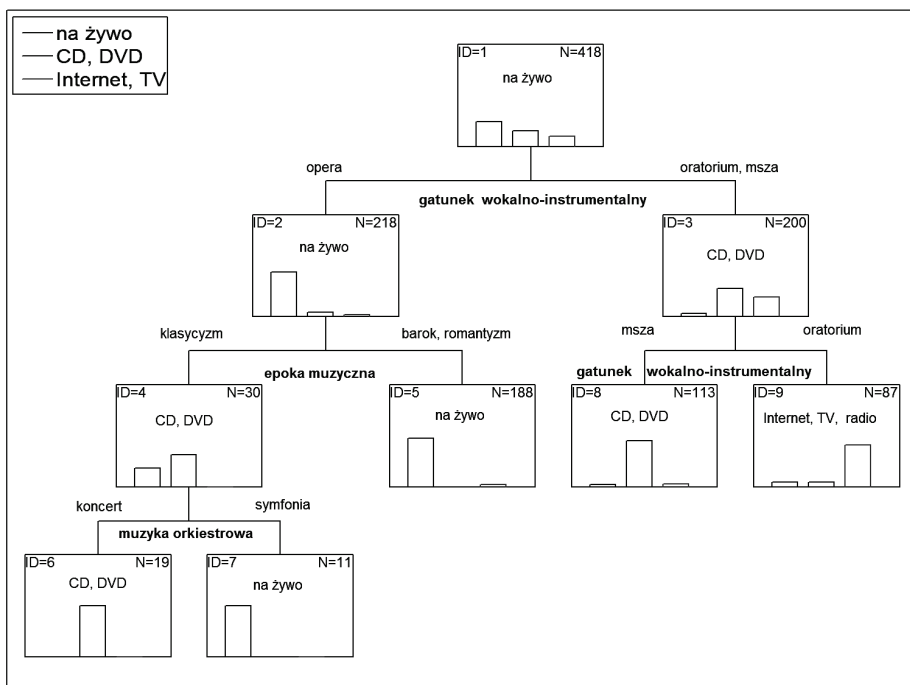 na żywo
CD, DVD
Internet, TV
ID=1 N=418
na żywo
opera oratorium, msza
gatunek wokalno-instrumentalny
ID=2 N=218
na żywo
ID=3 N=200
CD, DVD
klasycyzm barok, romantyzm
epoka muzyczna
msza oratorium
gatunek wokalno-instrumentalny
ID=4 N=30
CD, DVD
ID=5 N=188
na żywo
ID=8 N=113
CD, DVD
ID=9 N=87
Internet, TV, radio
koncert symfonia
muzyka orkiestrowa
ID=6 N=19
CD, DVD
ID=7 N=11
na żywo